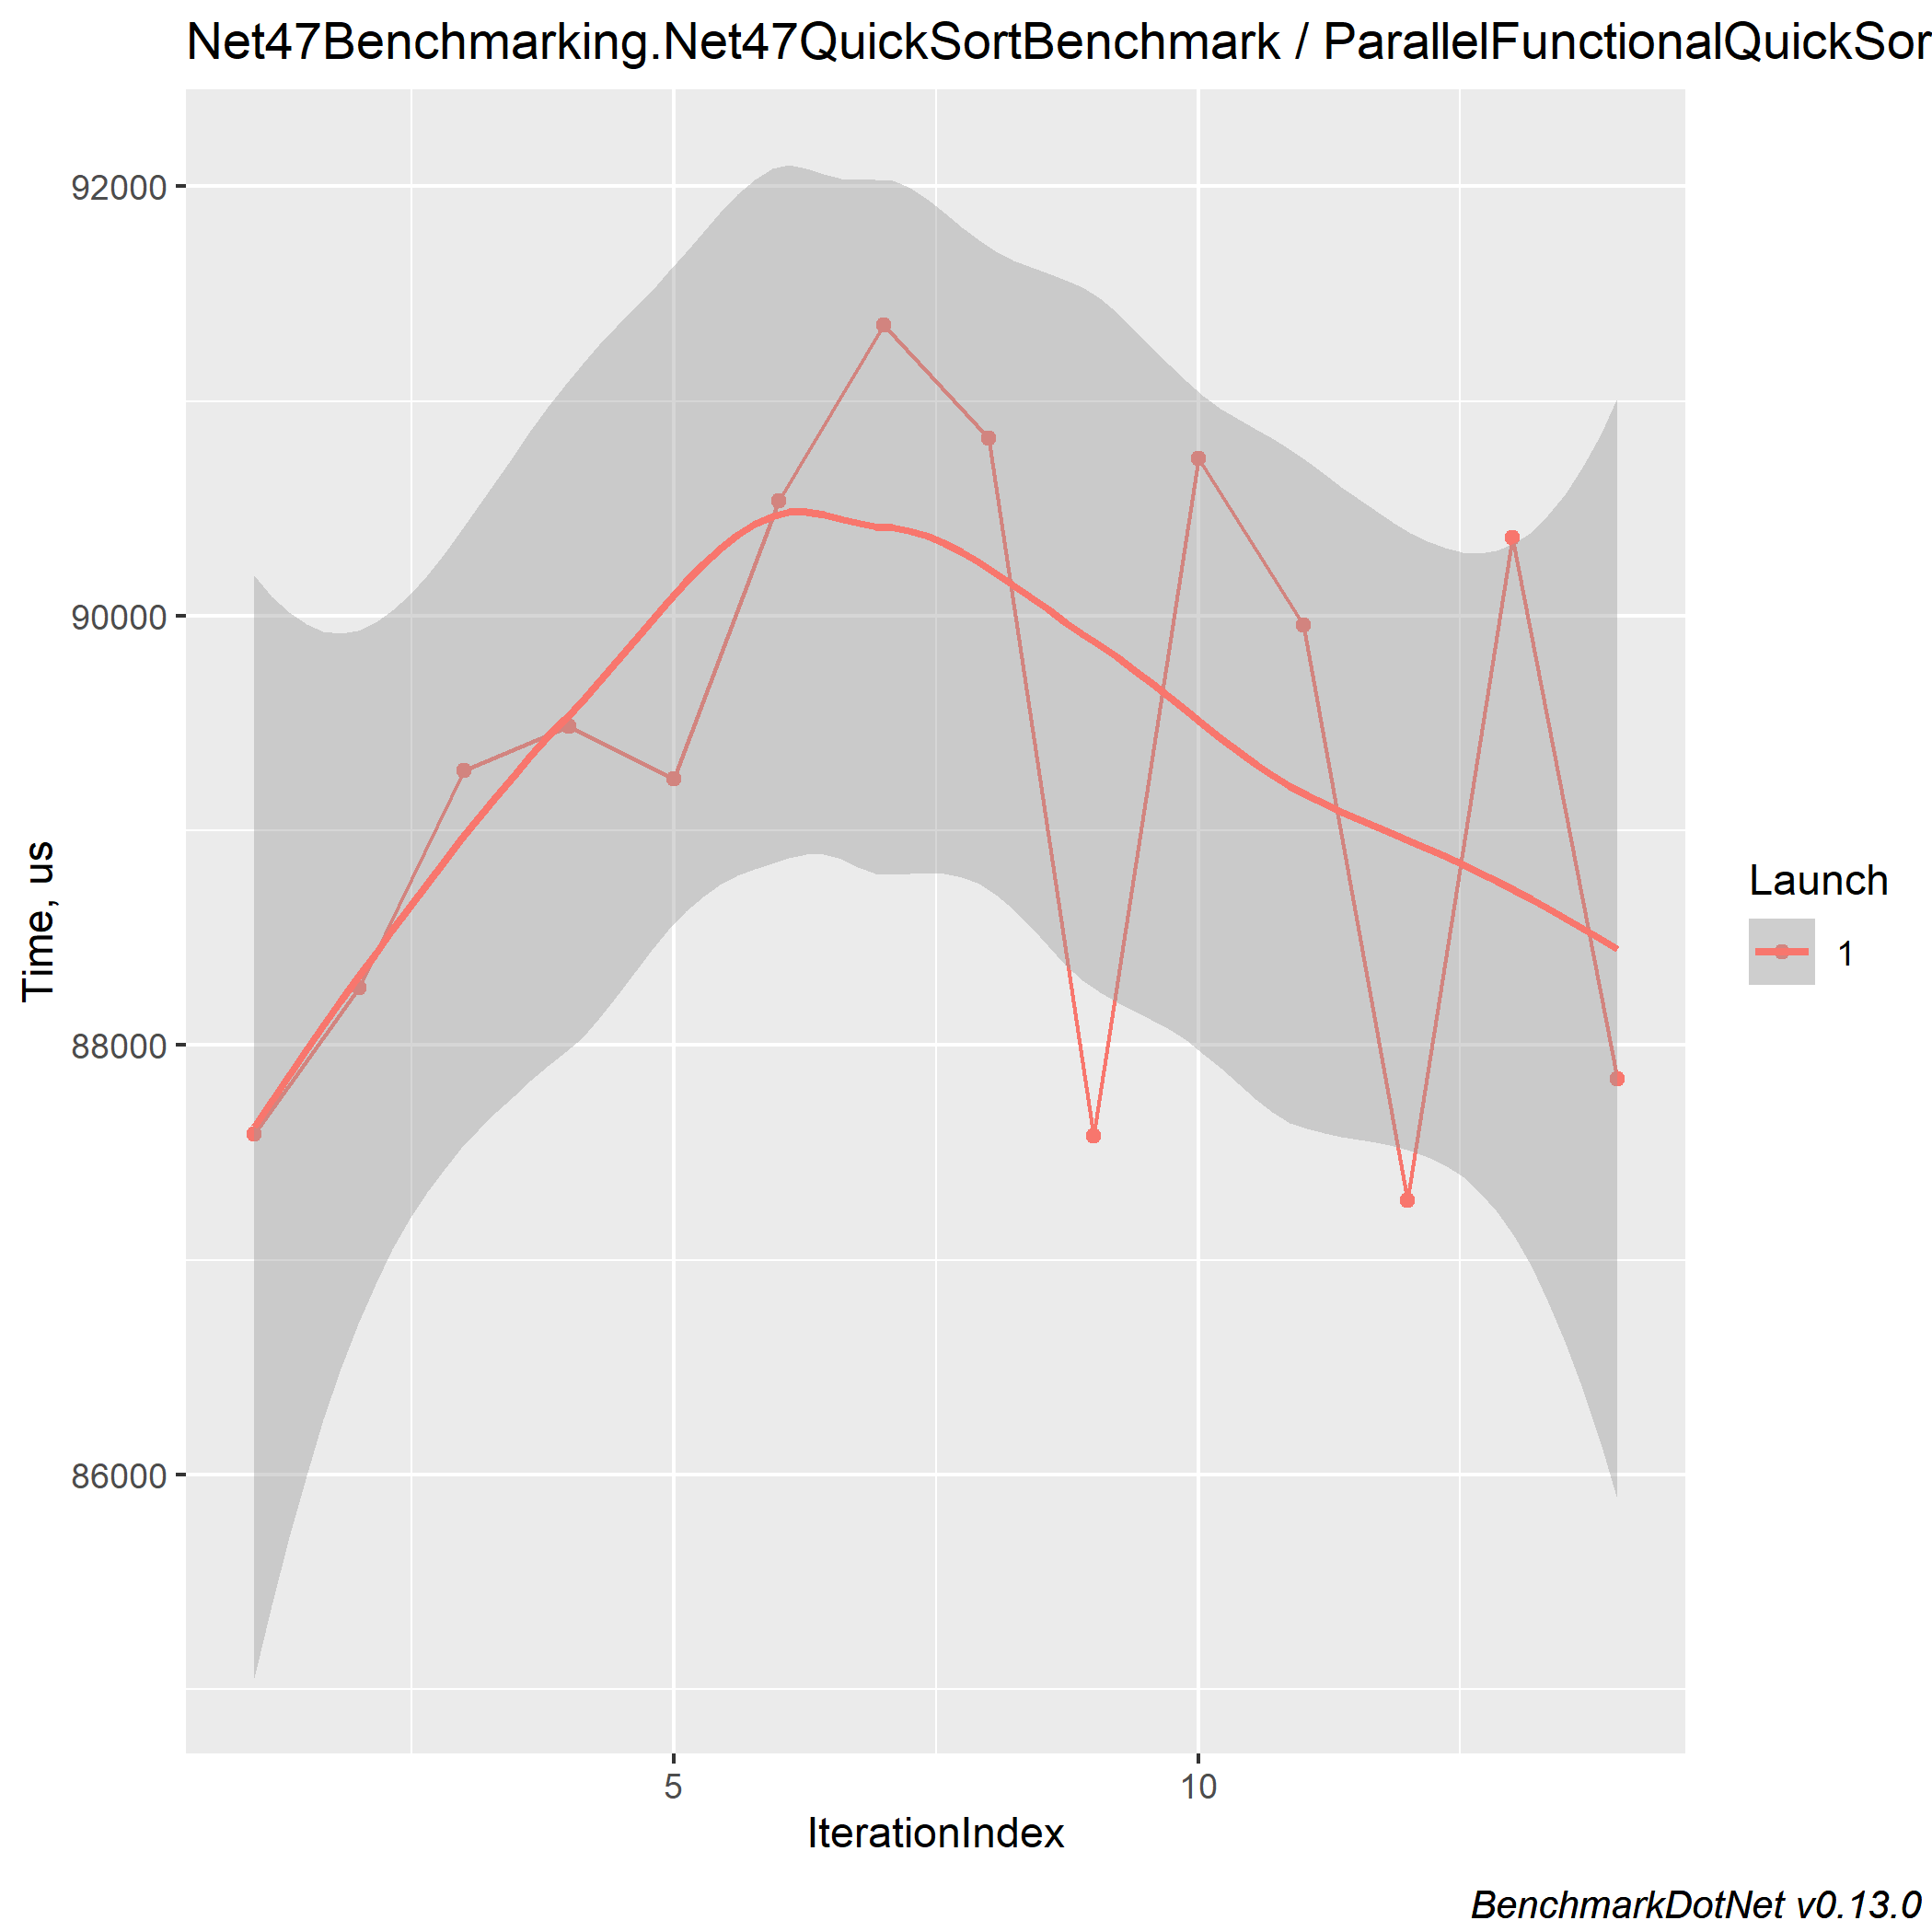 Net47Benchmarking.Net47QuickSortBenchmark / ParallelFunctionalQuickSor
92000
90000
88000
86000
Time, us
5
10
IterationIndex
Launch
1
BenchmarkDotNet v0.13.0